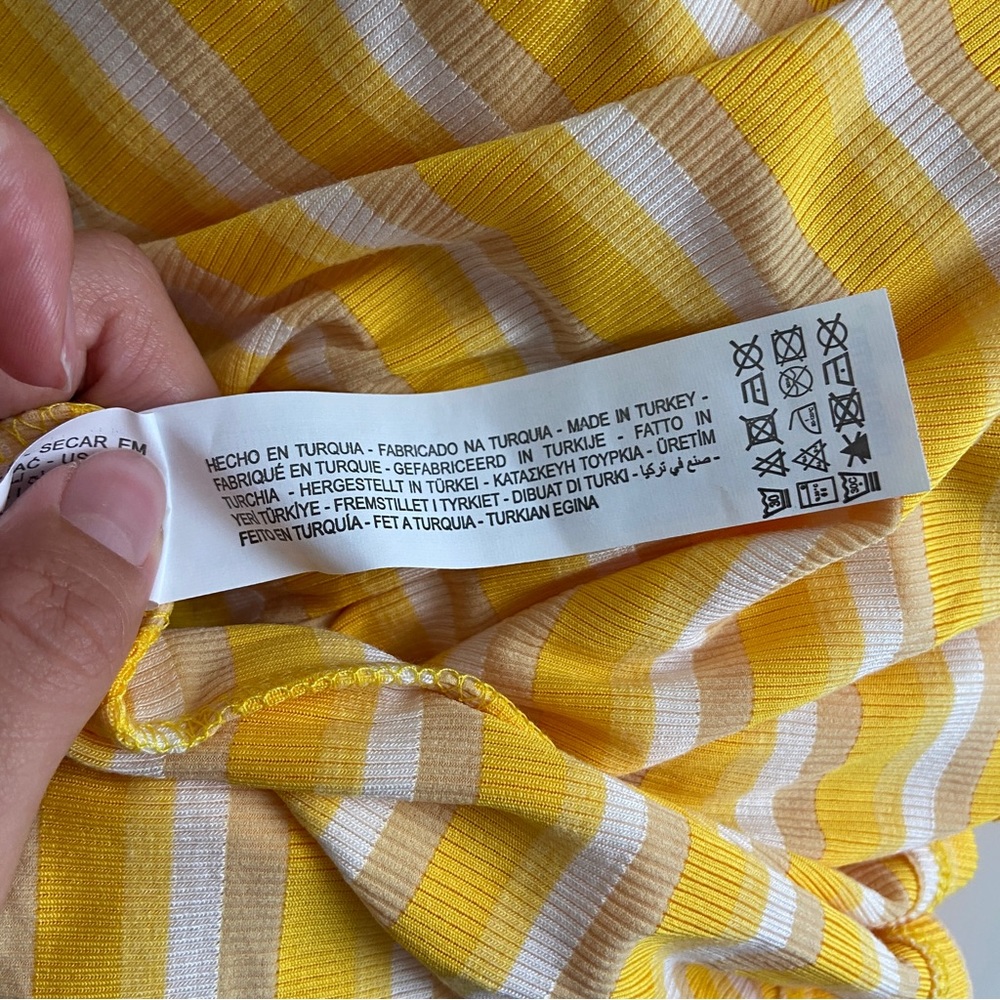 SECAR EM
HECHO EN TURQUIA - FABRICADO NA TURQUIA - MADE IN TURKEY -
FABRIQUÉ EN TURQUIE - GEFABRICEERD IN TURKIJE - FATTO IN
TURCHIA - HERGESTELLT IN TÜRKEI - ΚΑΤΑΣΚΕΥΗ ΤΟΥΡΚΙΑ - ÜRETİM
YERİ TÜRKİYE - FREMSTILLET I TYRKIET - DIBUAT DI TURKI - صنع في تركيا -
FEITO EN TURQUÍA - FET A TURQUIA - TURKIAN EGINA